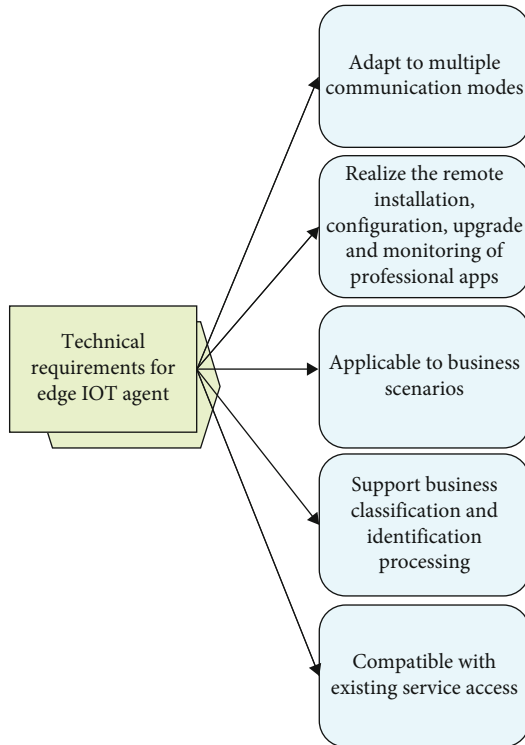 Adapt to multiple
communication modes
Realize the remote
installation,
configuration, upgrade
and monitoring of
professional apps
Technical
requirements for
edge IOT agent
Applicable to business
scenarios
Support business
classification and
identification
processing
Compatible with
existing service access